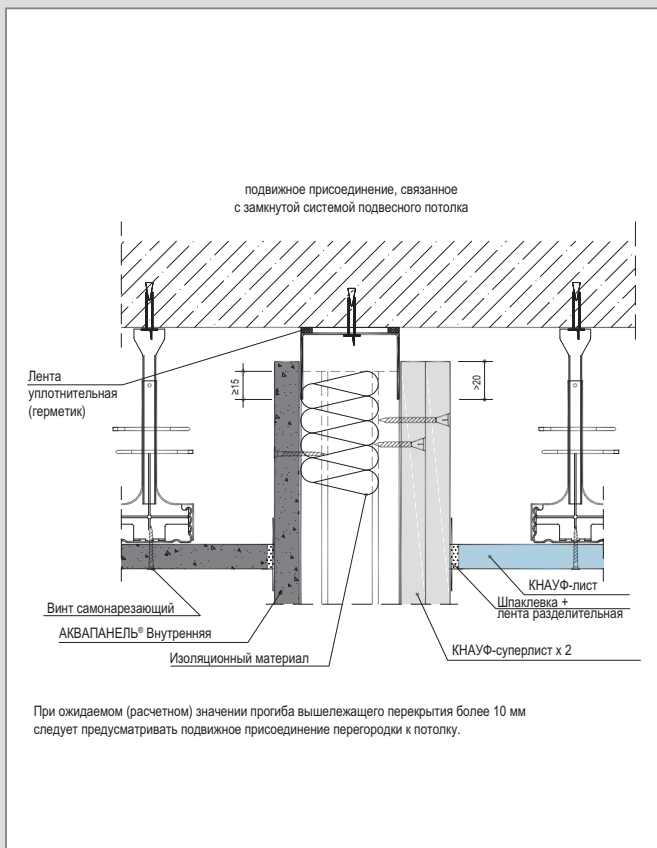 подвижное присоединение, связанное
с замкнутой системой подвесного потолка
Лента
уплотнительная
(герметик)
≥15
>20
КНАУФ-лист
Шпаклевка +
лента разделительная
Винт самонарезающий
АКВАПАНЕЛЬ® Внутренняя
Изоляционный материал
КНАУФ-суперлист х 2
При ожидаемом (расчетном) значении прогиба вышележащего перекрытия более 10 мм
следует предусматривать подвижное присоединение перегородки к потолку.